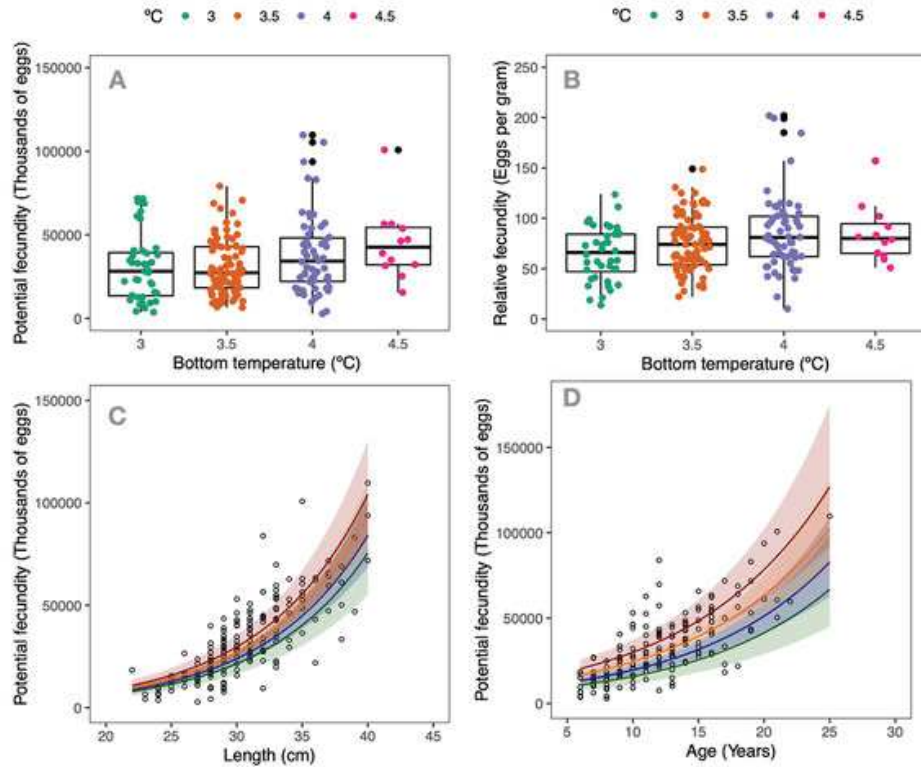 ºC 3 3.5 4 4.5
ºC 3 3.5 4 4.5
A
Potential fecundity (Thousands of eggs)
150000
100000
50000
0
3 3.5 4 4.5
Bottom temperature (ºC)
B
Relative fecundity (Eggs per gram)
250
200
150
100
50
0
3 3.5 4 4.5
Bottom temperature (ºC)
C
Potential fecundity (Thousands of eggs)
150000
100000
50000
0
20 25 30 35 40 45
Length (cm)
D
Potential fecundity (Thousands of eggs)
150000
100000
50000
0
5 10 15 20 25 30
Age (Years)